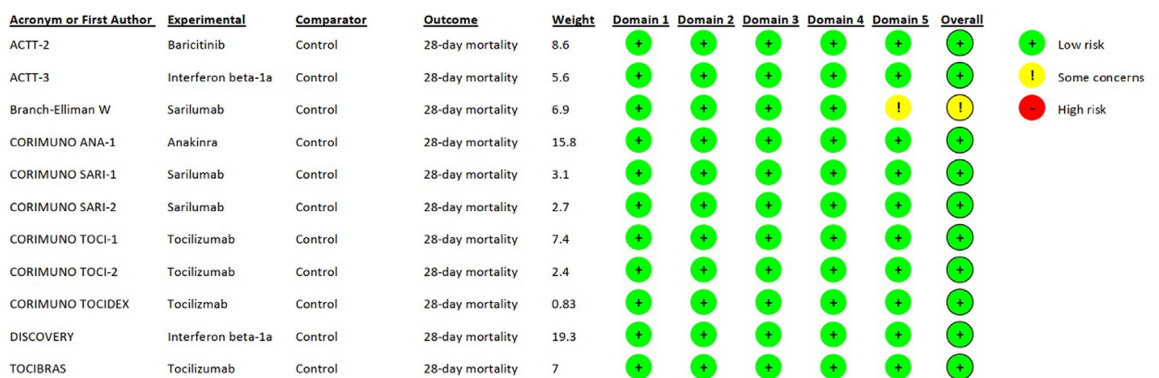 Acronym or First Author Experimental Comparator Outcome Weight Domain 1 Domain 2 Domain 3 Domain 4 Domain 5 Overall
ACTT-2 Baricitinib Control 28-day mortality 8.6 + + + + + + + Low risk
ACTT-3 Interferon beta-1a Control 28-day mortality 5.6 + + + + + + ! Some concerns
Branch-Elliman W Sarilumab Control 28-day mortality 6.9 + + + + ! ! - High risk
CORIMUNO ANA-1 Anakinra Control 28-day mortality 15.8 + + + + + +
CORIMUNO SARI-1 Sarilumab Control 28-day mortality 3.1 + + + + + +
CORIMUNO SARI-2 Sarilumab Control 28-day mortality 2.7 + + + + + +
CORIMUNO TOCI-1 Tocilizumab Control 28-day mortality 7.4 + + + + + +
CORIMUNO TOCI-2 Tocilizumab Control 28-day mortality 2.4 + + + + + +
CORIMUNO TOCIDEX Tocilizmab Control 28-day mortality 0.83 + + + + + +
DISCOVERY Interferon beta-1a Control 28-day mortality 19.3 + + + + + +
TOCIBRAS Tocilizumab Control 28-day mortality 7 + + + + + +